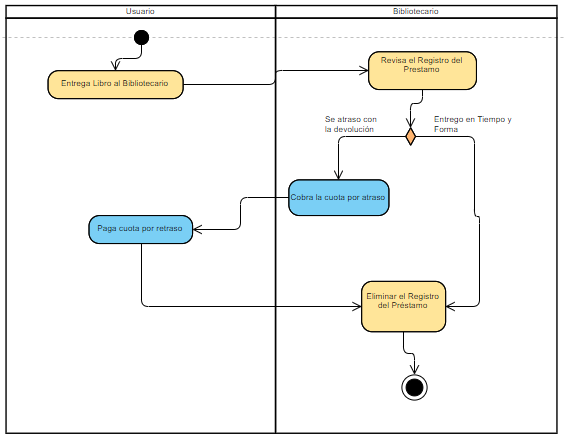 Usuario
Bibliotecario
Entrega Libro al Bibliotecario
Revisa el Registro del
Prestamo
Se atraso con
la devolución
Entrego en Tiempo y
Forma
Cobra la cuota por atraso
Paga cuota por retraso
Eliminar el Registro
del Préstamo